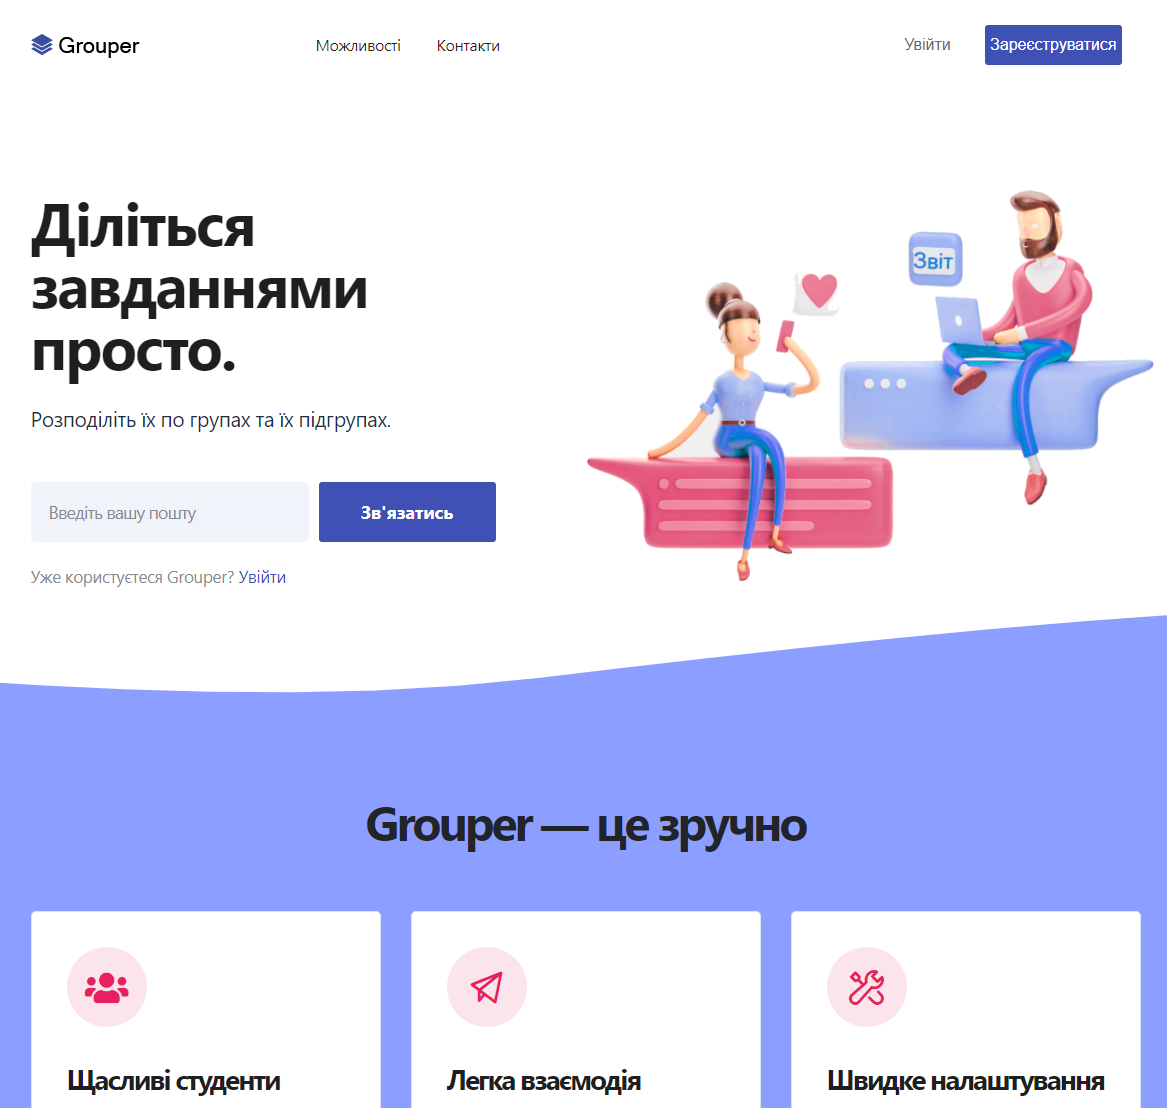 Grouper
Можливості
Контакти
Увійти
Зареєструватися
Діліться
завданнями
просто.
Звіт
Розподіліть їх по групах та їх підгрупах.
Введіть вашу пошту
Зв'язатись
Уже користуєтеся Grouper? Увійти
Grouper — це зручно
Щасливі студенти
Легка взаємодія
Швидке налаштування